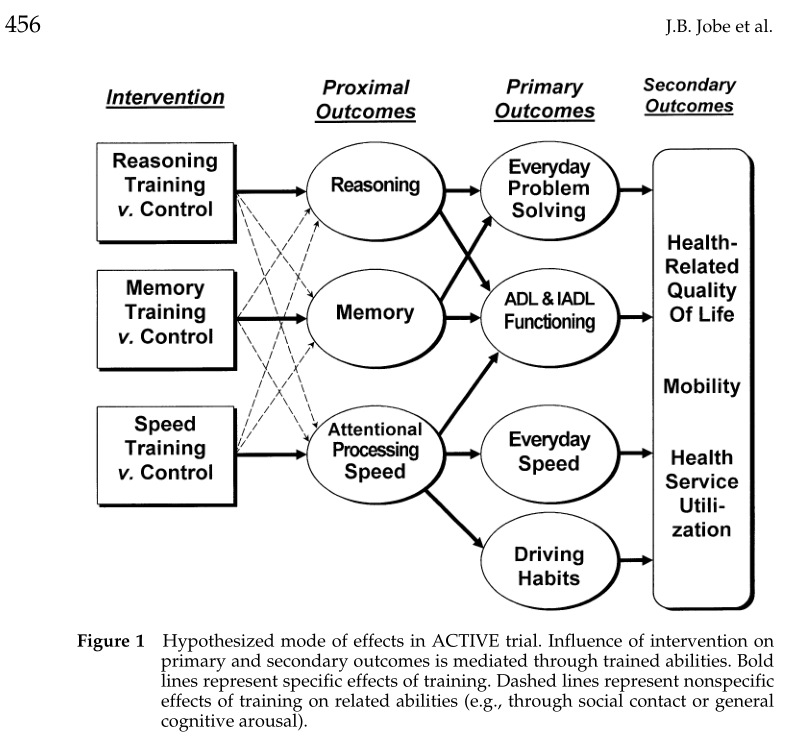 456
J.B. Jobe et al.
Intervention
Proximal
Outcomes
Primary
Outcomes
Secondary
Outcomes
Reasoning
Training
v. Control
Reasoning
Everyday
Problem
Solving
Memory
Training
v. Control
Memory
ADL & IADL
Functioning
Speed
Training
v. Control
Attentional
Processing
Speed
Everyday
Speed
Driving
Habits
Health-
Related
Quality
Of Life
Mobility
Health
Service
Utili-
zation
Figure 1 Hypothesized mode of effects in ACTIVE trial. Influence of intervention on
primary and secondary outcomes is mediated through trained abilities. Bold
lines represent specific effects of training. Dashed lines represent nonspecific
effects of training on related abilities (e.g., through social contact or general
cognitive arousal).